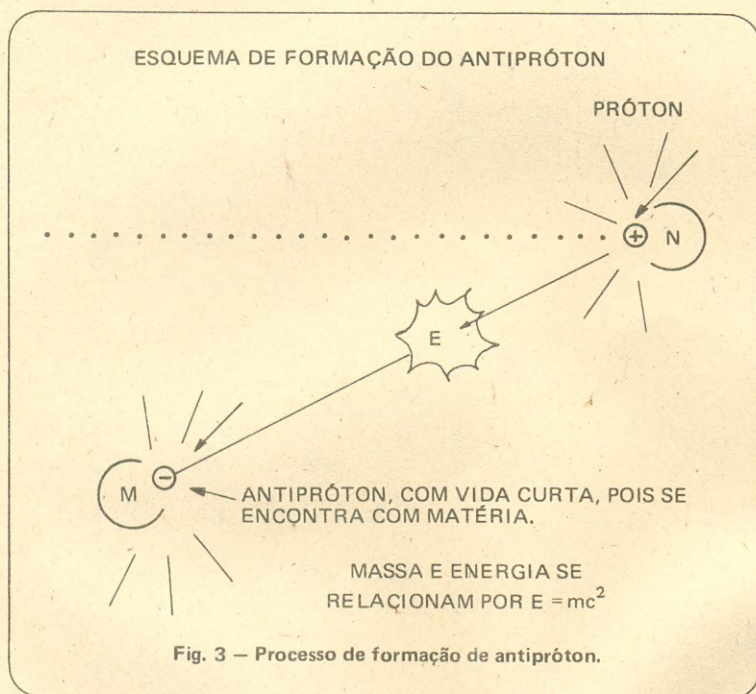 ESQUEMA DE FORMAÇÃO DO ANTIPRÓTON
PRÓTON
+ N
E
M −
ANTIPRÓTON, COM VIDA CURTA, POIS SE
ENCONTRA COM MATÉRIA.
MASSA E ENERGIA SE
RELACIONAM POR E = mc²
Fig. 3 — Processo de formação de antipróton.